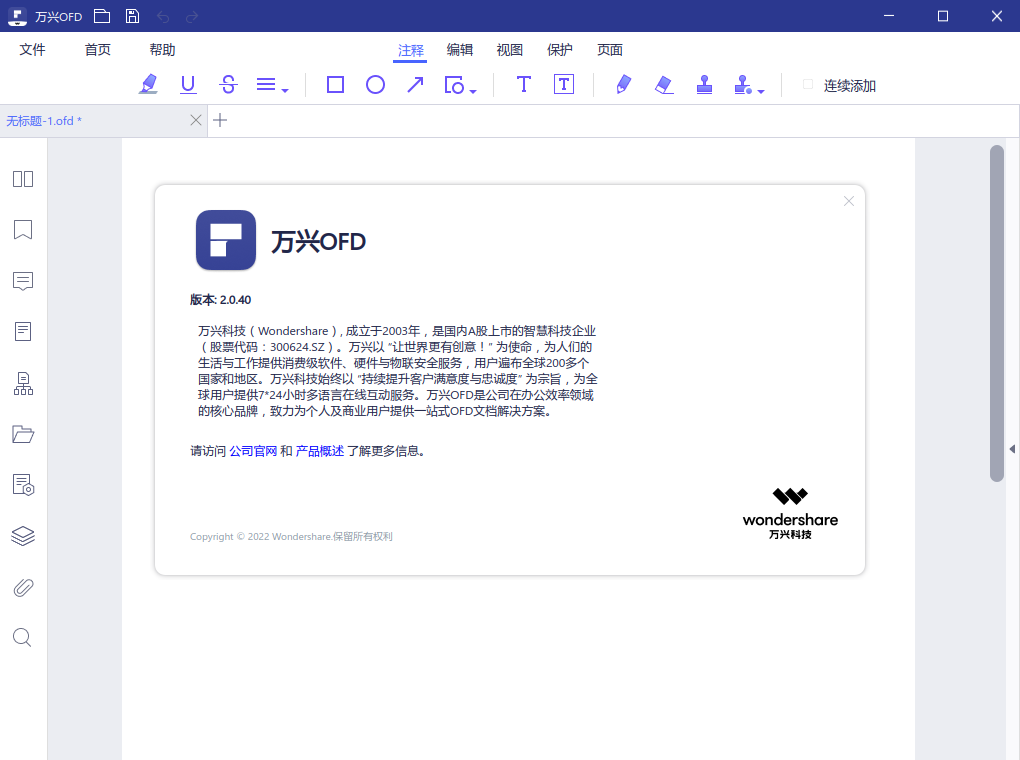 万兴OFD
文件 首页 帮助 注释 编辑 视图 保护 页面
连续添加
无标题-1.ofd *
万兴OFD
版本: 2.0.40
万兴科技（Wondershare）, 成立于2003年，是国内A股上市的智慧科技企业
（股票代码：300624.SZ）。万兴以 “让世界更有创意！” 为使命，为人们的
生活与工作提供消费级软件、硬件与物联安全服务，用户遍布全球200多个
国家和地区。万兴科技始终以 “持续提升客户满意度与忠诚度” 为宗旨，为全
球用户提供7*24小时多语言在线互动服务。万兴OFD是公司在办公效率领域
的核心品牌，致力为个人及商业用户提供一站式OFD文档解决方案。
请访问 公司官网 和 产品概述 了解更多信息。
wondershare
万兴科技
Copyright © 2022 Wondershare.保留所有权利